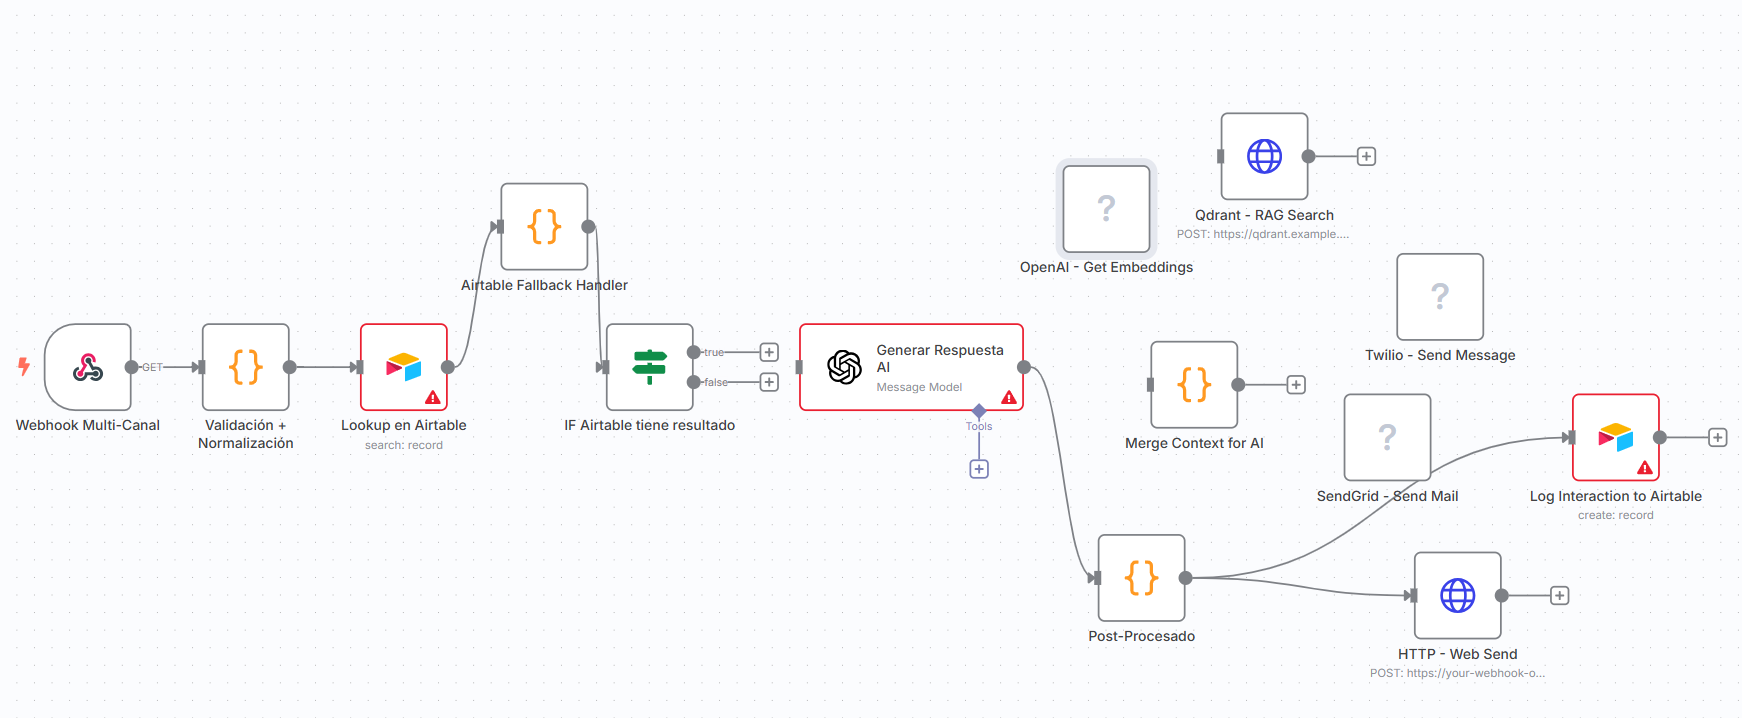 Qdrant - RAG Search
POST: https://qdrant.example....
?
OpenAI - Get Embeddings
Airtable Fallback Handler
?
Twilio - Send Message
GET
Webhook Multi-Canal
Validación +
Normalización
Lookup en Airtable
search: record
true
false
IF Airtable tiene resultado
Generar Respuesta
AI
Message Model
Tools
Merge Context for AI
?
SendGrid - Send Mail
Log Interaction to Airtable
create: record
Post-Procesado
HTTP - Web Send
POST: https://your-webhook-o...